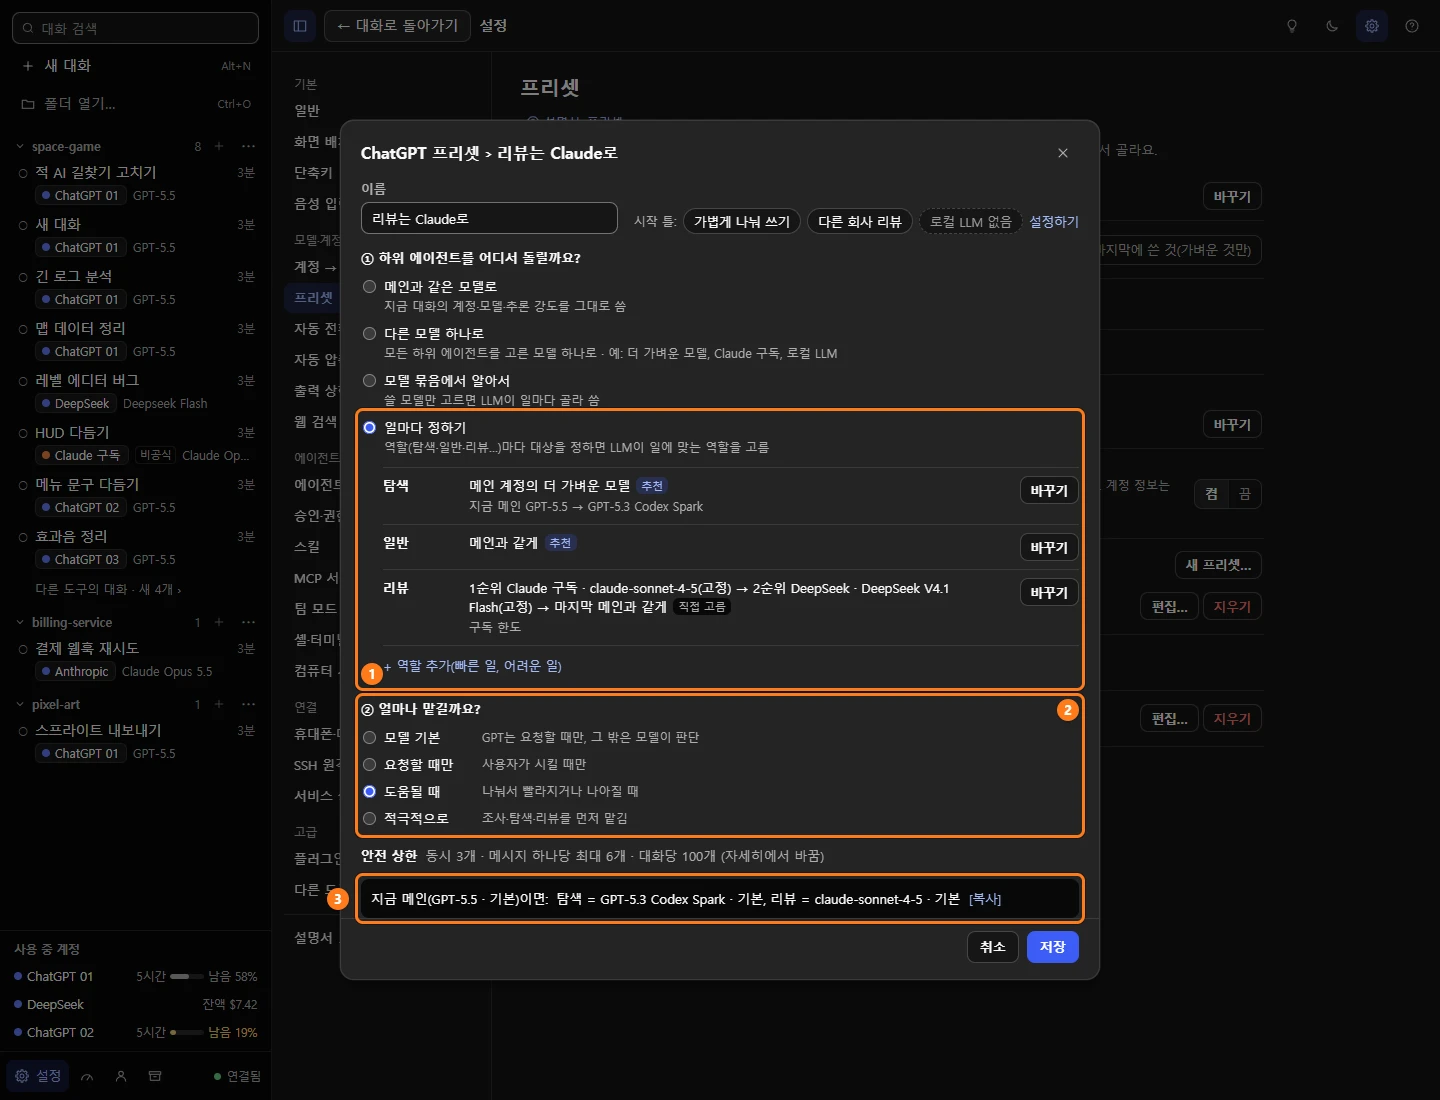 대화 검색
새 대화 Alt+N
폴더 열기... Ctrl+O
space-game 8
적 AI 길찾기 고치기 3분
ChatGPT 01 GPT-5.5
새 대화 3분
ChatGPT 01 GPT-5.5
긴 로그 분석 3분
ChatGPT 01 GPT-5.5
맵 데이터 정리 3분
ChatGPT 01 GPT-5.5
레벨 에디터 버그 3분
DeepSeek Deepseek Flash
HUD 다듬기 3분
Claude 구독 비공식 Claude Op...
메뉴 문구 다듬기 3분
ChatGPT 02 GPT-5.5
효과음 정리 3분
ChatGPT 03 GPT-5.5
다른 도구의 대화 · 새 4개 ›
billing-service 1
결제 웹훅 재시도 3분
Anthropic Claude Opus 5.5
pixel-art 1
스프라이트 내보내기 3분
ChatGPT 01 GPT-5.5
사용 중 계정
ChatGPT 01 5시간 남음 58%
DeepSeek 잔액 $7.42
ChatGPT 02 5시간 남음 19%
설정 연결됨
← 대화로 돌아가기 설정
기본
일반
화면 배
단축키
음성 입
모델·계정
계정 →
프리셋
자동 전
자동 압
출력 상
웹 검색
에이전트
에이전트
승인·권한
스킬
MCP 서
팀 모드
셸·터미널
컴퓨터
연결
휴대폰
SSH 원격
서비스
고급
플러그인
다른 도
설명서
프리셋
서 골라요.
바꾸기
마지막에 쓴 것(가벼운 것만)
바꾸기
계정 정보는
켬 끔
새 프리셋...
편집... 지우기
편집... 지우기
ChatGPT 프리셋 › 리뷰는 Claude로
이름
리뷰는 Claude로
시작 틀: 가볍게 나눠 쓰기 다른 회사 리뷰 로컬 LLM 없음 설정하기
① 하위 에이전트를 어디서 돌릴까요?
메인과 같은 모델로
지금 대화의 계정·모델·추론 강도를 그대로 씀
다른 모델 하나로
모든 하위 에이전트를 고른 모델 하나로 · 예: 더 가벼운 모델, Claude 구독, 로컬 LLM
모델 묶음에서 알아서
쓸 모델만 고르면 LLM이 일마다 골라 씀
일마다 정하기
역할(탐색·일반·리뷰...)마다 대상을 정하면 LLM이 일에 맞는 역할을 고름
탐색 메인 계정의 더 가벼운 모델 추천 바꾸기
지금 메인 GPT-5.5 → GPT-5.3 Codex Spark
일반 메인과 같게 추천 바꾸기
리뷰 1순위 Claude 구독 · claude-sonnet-4-5(고정) → 2순위 DeepSeek · DeepSeek V4.1 바꾸기
Flash(고정) → 마지막 메인과 같게 직접 고름
구독 한도
1 + 역할 추가(빠른 일, 어려운 일)
② 얼마나 맡길까요? 2
모델 기본 GPT는 요청할 때만, 그 밖은 모델이 판단
요청할 때만 사용자가 시킬 때만
도움될 때 나눠서 빨라지거나 나아질 때
적극적으로 조사·탐색·리뷰를 먼저 맡김
안전 상한 동시 3개 · 메시지 하나당 최대 6개 · 대화당 100개 (자세히에서 바꿈)
3 지금 메인(GPT-5.5 · 기본)이면: 탐색 = GPT-5.3 Codex Spark · 기본, 리뷰 = claude-sonnet-4-5 · 기본 [복사]
취소 저장